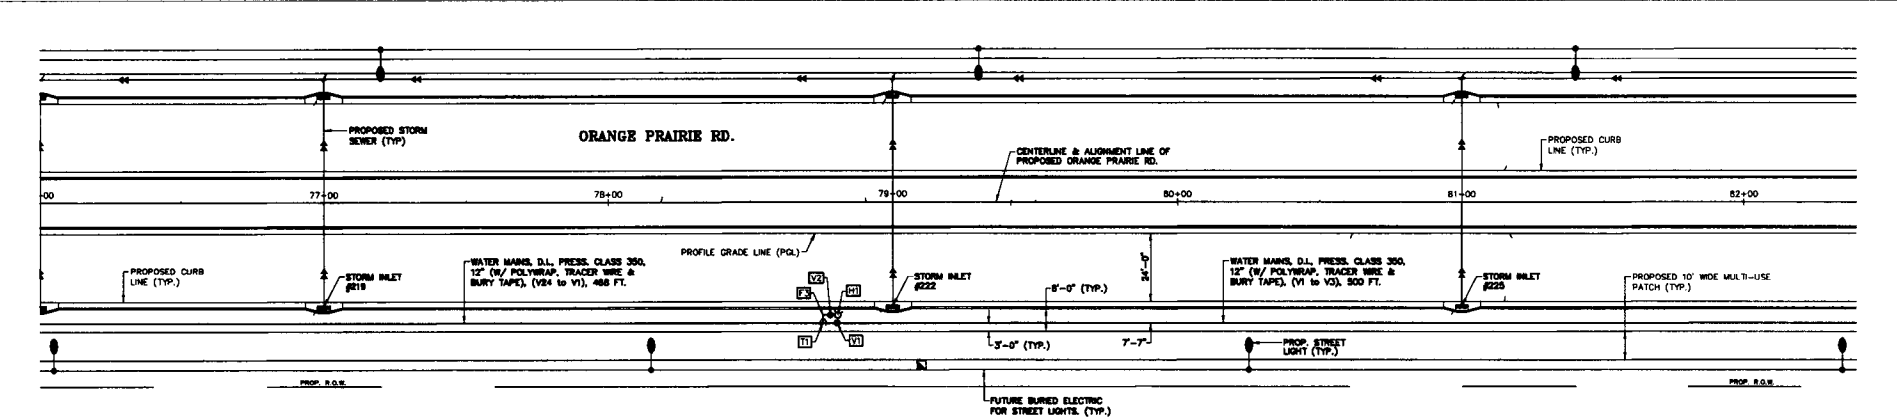 PROPOSED STORM
SEWER (TYP)
ORANGE PRAIRIE RD.
CENTERLINE & ALIGNMENT LINE OF
PROPOSED ORANGE PRAIRIE RD.
PROPOSED CURB
LINE (TYP.)
+00
77+00
78+00
79+00
80+00
81+00
82+00
PROFILE GRADE LINE (PGL)
24'-0"
PROPOSED CURB
LINE (TYP.)
STORM INLET
#219
WATER MAINS, D.I., PRESS. CLASS 350,
12" (W/ POLYWRAP, TRACER WIRE &
BURY TAPE), (V24 to V1), 468 FT.
V2
F3
H1
T1
V1
STORM INLET
#222
WATER MAINS, D.I., PRESS. CLASS 350,
12" (W/ POLYWRAP, TRACER WIRE &
BURY TAPE), (V1 to V3), 500 FT.
STORM INLET
#225
PROPOSED 10' WIDE MULTI-USE
PATCH (TYP.)
6'-0" (TYP.)
3'-0" (TYP.)
7'-7"
PROP. STREET
LIGHT (TYP.)
PROP. R.O.W.
PROP. R.O.W.
FUTURE BURIED ELECTRIC
FOR STREET LIGHTS. (TYP.)